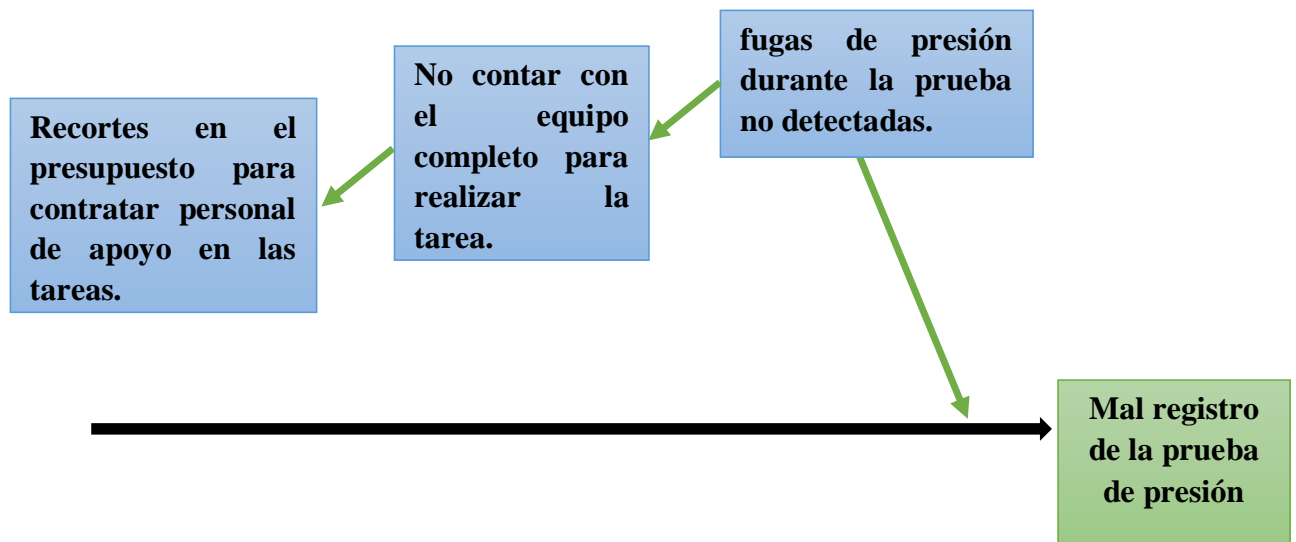 Recortes en el
presupuesto para
contratar personal
de apoyo en las
tareas.
No contar con
el equipo
completo para
realizar la
tarea.
fugas de presión
durante la prueba
no detectadas.
Mal registro
de la prueba
de presión